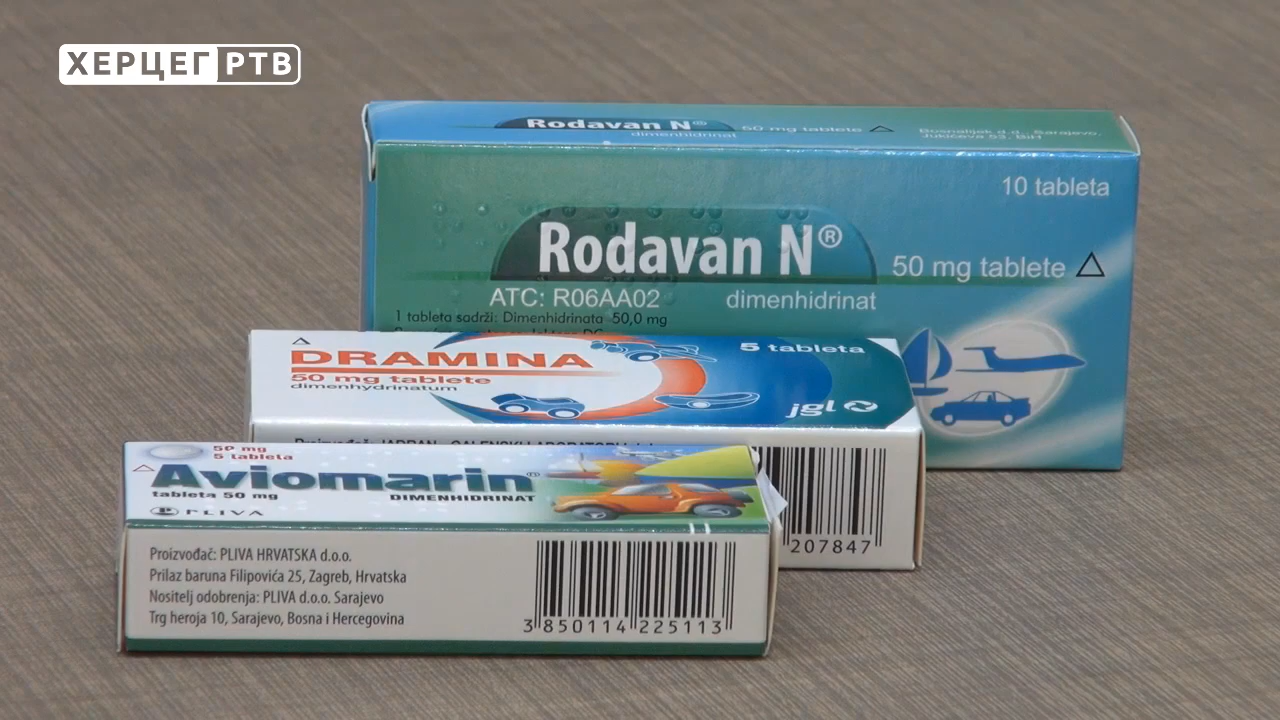 ХЕРЦЕГ РТВ
Rodavan N® 50 mg tablete
dimenhidrinat
Bosnalijek d.d., Sarajevo,
Jukićeva 53, BiH
10 tableta
Rodavan N®
50 mg tablete
ATC: R06AA02 dimenhidrinat
1 tableta sadrži: Dimenhidrinata 50,0 mg
DRAMINA
5 tableta
50 mg tablete
dimenhydrinatum
jgl
207847
50 mg
5 tableta
Aviomarin®
tableta 50 mg DIMENHIDRINAT
PLIVA
Proizvođač: PLIVA HRVATSKA d.o.o.
Prilaz baruna Filipovića 25, Zagreb, Hrvatska
Nositelj odobrenja: PLIVA d.o.o. Sarajevo
Trg heroja 10, Sarajevo, Bosna i Hercegovina
3850114225113